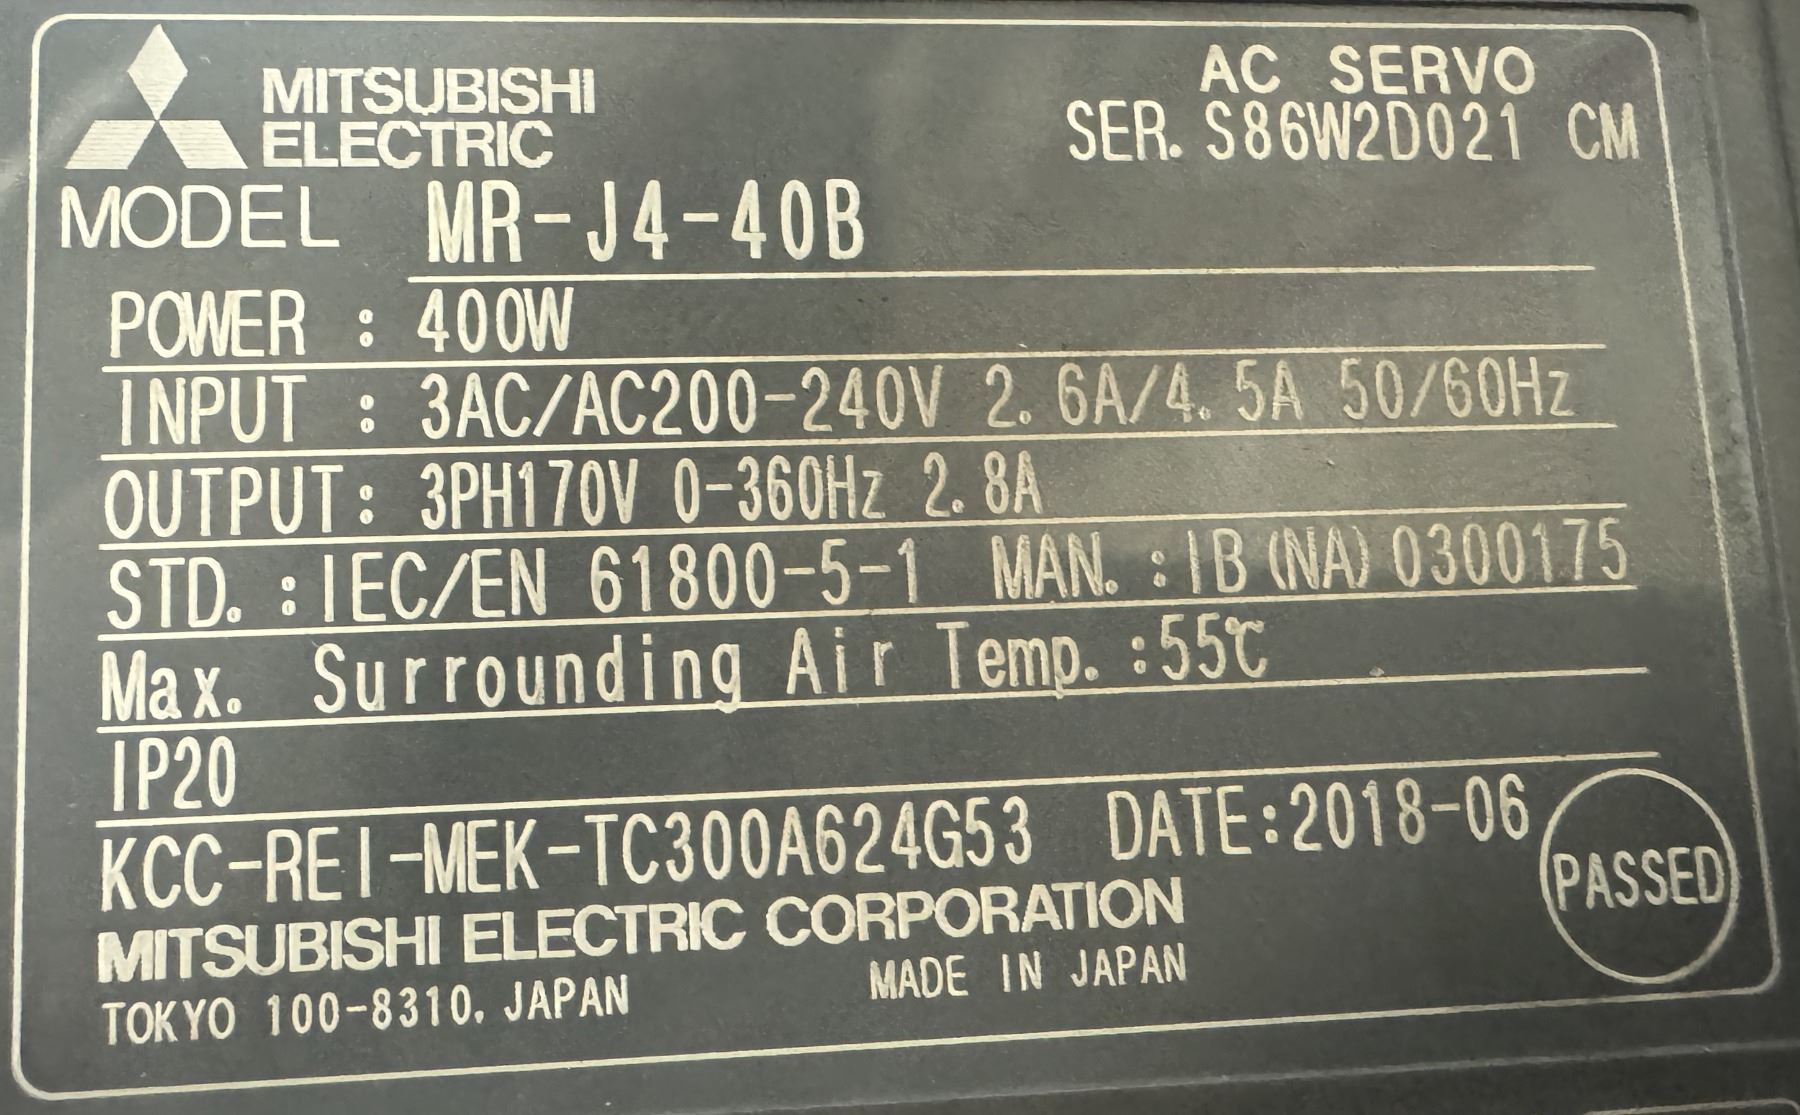 MITSUBISHI
ELECTRIC
AC SERVO
SER. S86W2D021 CM
MODEL MR-J4-40B
POWER : 400W
INPUT : 3AC/AC200-240V 2.6A/4.5A 50/60Hz
OUTPUT: 3PH170V 0-360Hz 2.8A
STD. :IEC/EN 61800-5-1 MAN. :IB(NA)0300175
Max. Surrounding Air Temp. :55℃
IP20
KCC-REI-MEK-TC300A624G53 DATE:2018-06
PASSED
MITSUBISHI ELECTRIC CORPORATION
TOKYO 100-8310, JAPAN MADE IN JAPAN